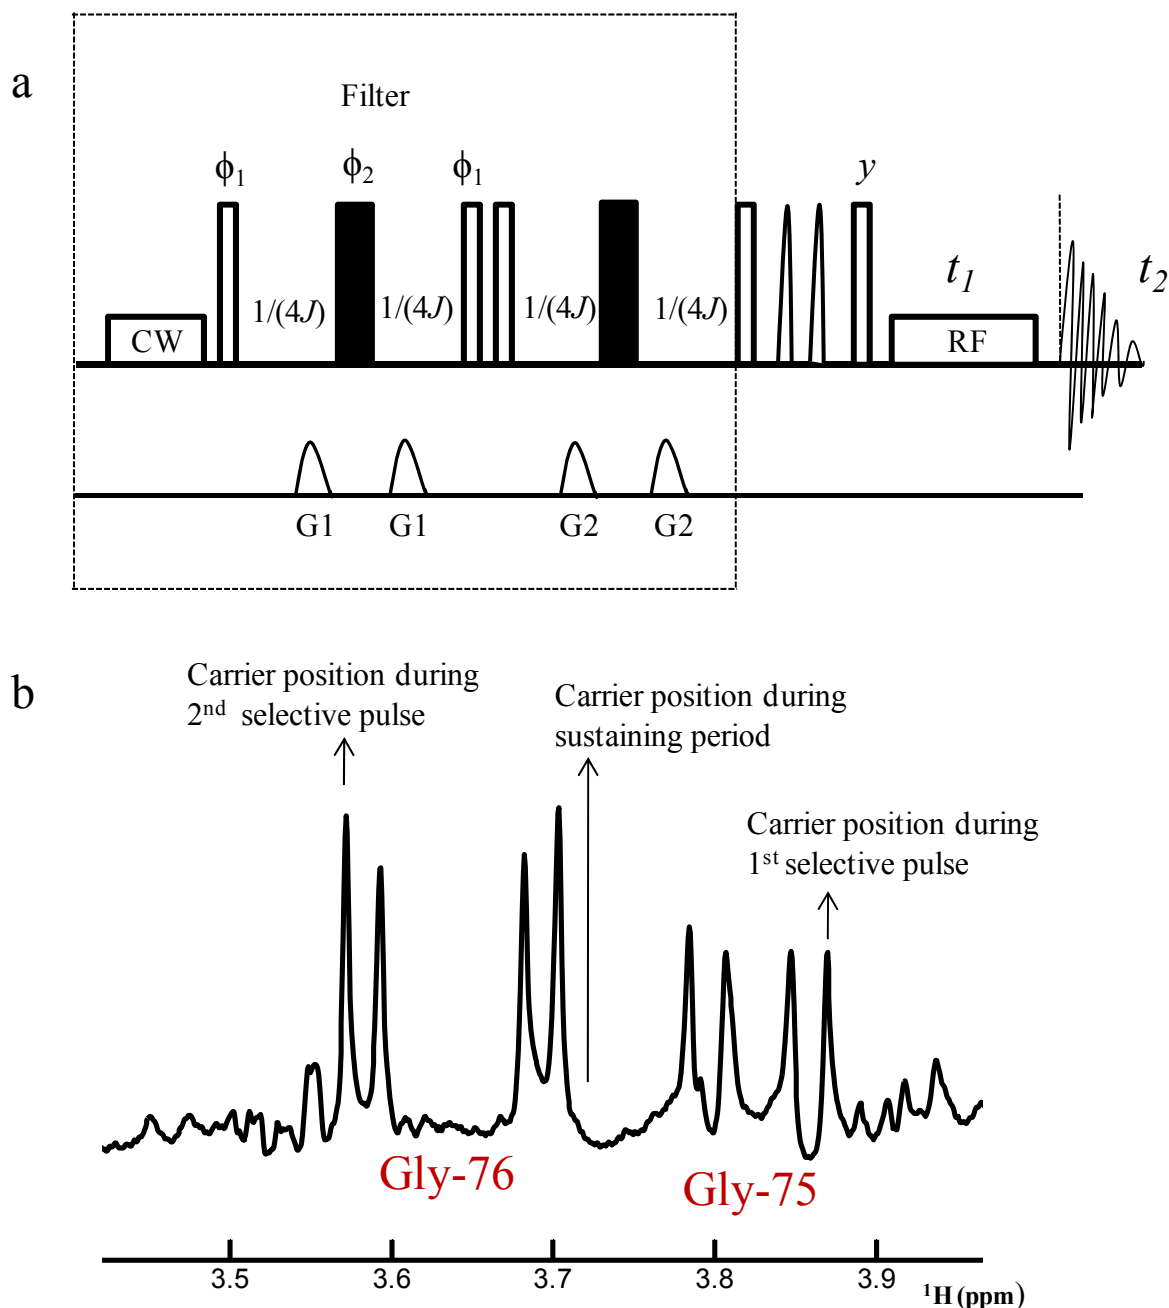 a
Filter
ϕ1 ϕ2 ϕ1 y
1/(4J) 1/(4J) 1/(4J) 1/(4J) t1 t2
CW RF
G1 G1 G2 G2
b
Carrier position during
2nd selective pulse
Carrier position during
sustaining period
Carrier position during
1st selective pulse
Gly-76
Gly-75
3.5 3.6 3.7 3.8 3.9
1H (ppm)